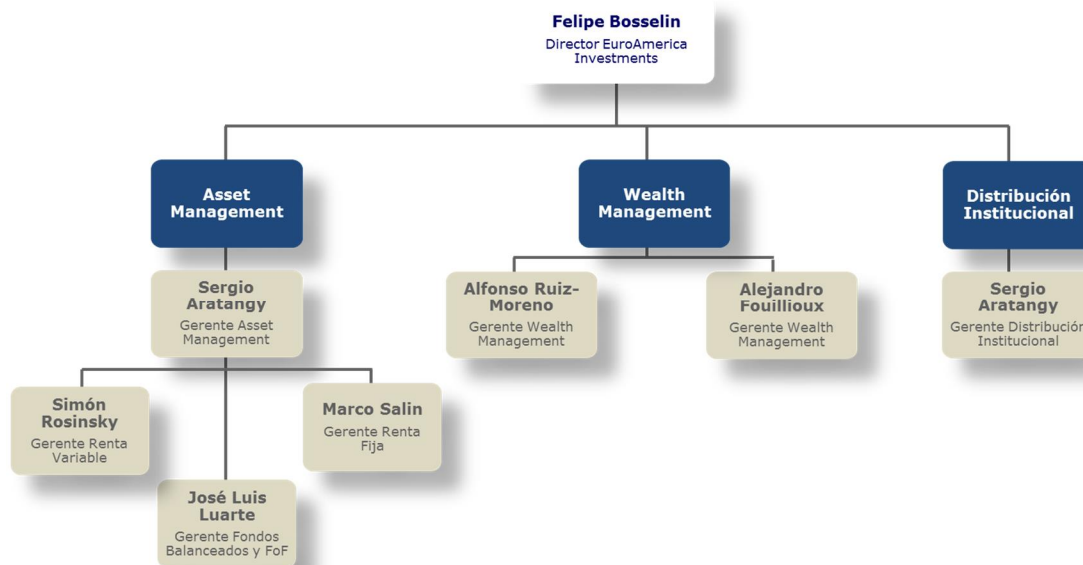 Felipe Bosselin
Director EuroAmerica
Investments
Asset
Management
Wealth
Management
Distribución
Institucional
Sergio
Aratangy
Gerente Asset
Management
Alfonso Ruiz-
Moreno
Gerente Wealth
Management
Alejandro
Fouillioux
Gerente Wealth
Management
Sergio
Aratangy
Gerente Distribución
Institucional
Simón
Rosinsky
Gerente Renta
Variable
Marco Salin
Gerente Renta
Fija
José Luis
Luarte
Gerente Fondos
Balanceados y FoF